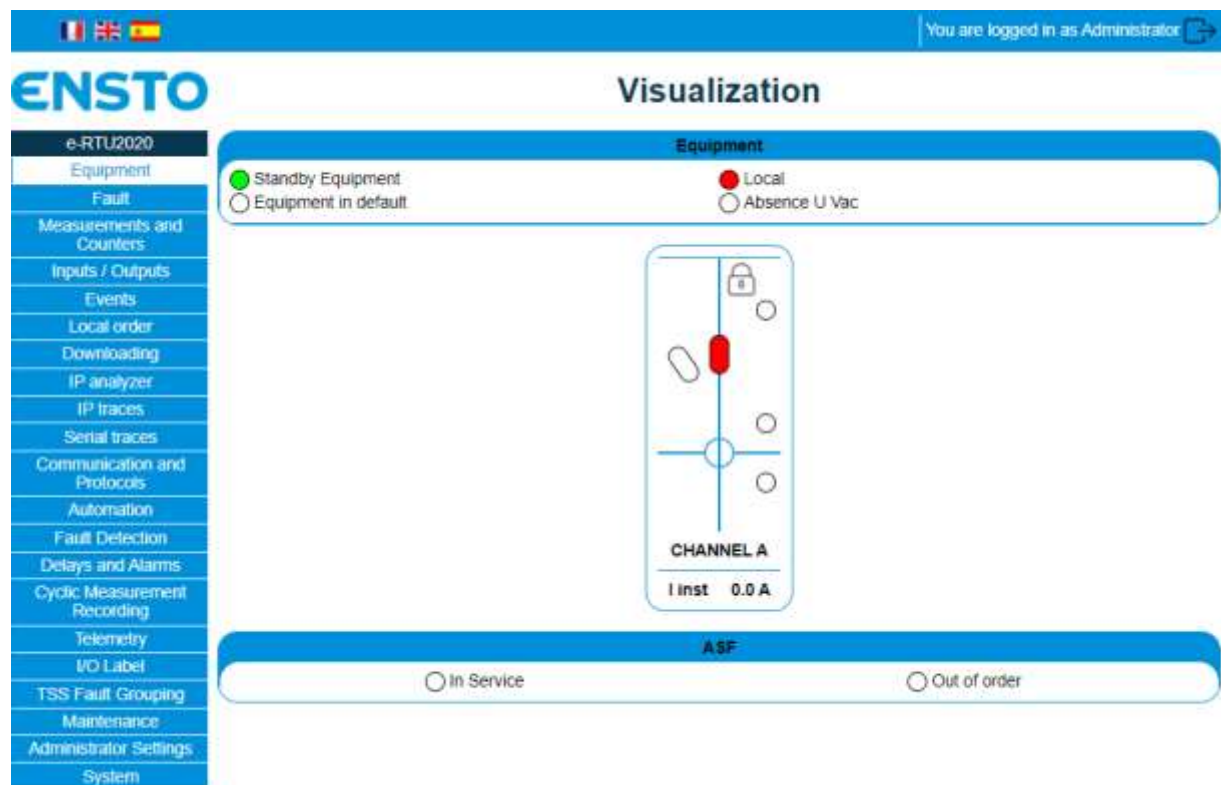 You are logged in as Administrator
ENSTO
Visualization
e-RTU2020
Equipment
Fault
Measurements and
Counters
Inputs / Outputs
Events
Local order
Downloading
IP analyzer
IP traces
Serial traces
Communication and
Protocols
Automation
Fault Detection
Delays and Alarms
Cyclic Measurement
Recording
Telemetry
I/O Label
TSS Fault Grouping
Maintenance
Administrator Settings
System
Equipment
Standby Equipment
Local
Equipment in default
Absence U Vac
CHANNEL A
I inst 0.0 A
ASF
In Service
Out of order